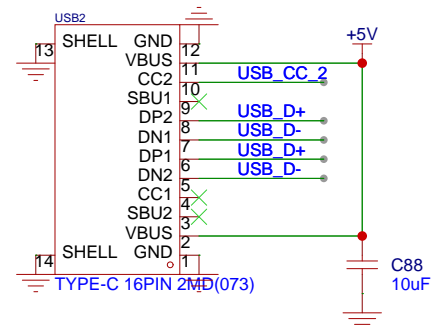 USB2
+5V
13 SHELL GND 12
VBUS 11 USB_CC_2
CC2 10
SBU1 9 USB_D+
DP2 8 USB_D-
DN1 7 USB_D+
DP1 6 USB_D-
DN2 5
CC1 4
SBU2 3
VBUS 2
14 SHELL GND 1
C88
TYPE-C 16PIN 2MD(073) 10uF